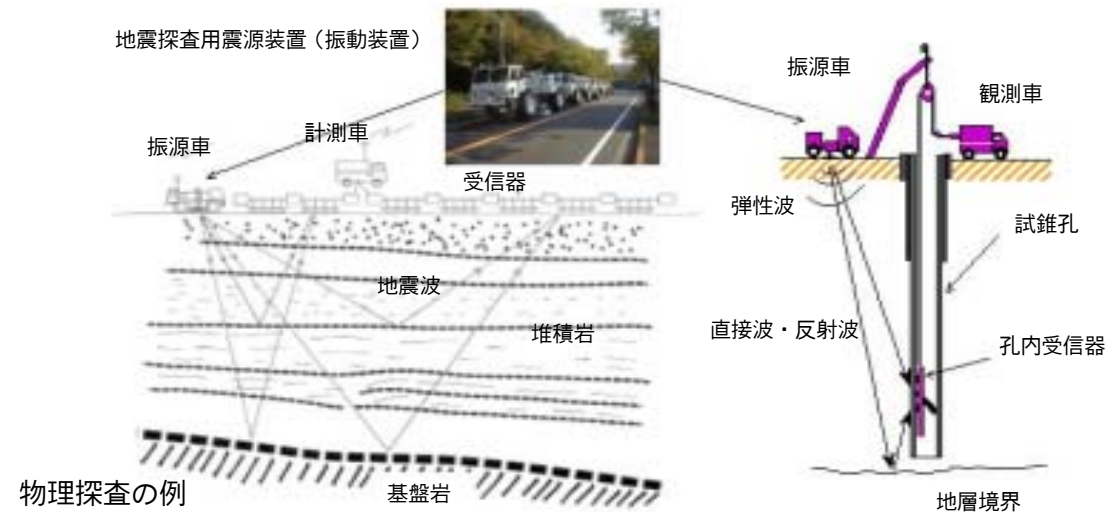 地震探査用震源装置（振動装置）
振源車
計測車
受信器
地震波
堆積岩
基盤岩
物理探査の例
振源車
観測車
弾性波
試錐孔
直接波・反射波
孔内受信器
地層境界